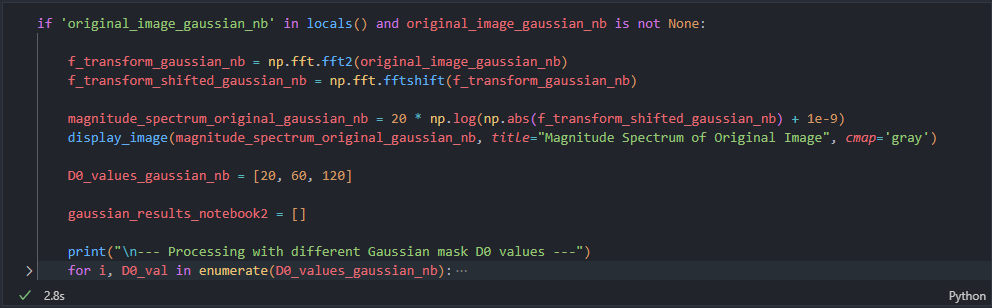 if 'original_image_gaussian_nb' in locals() and original_image_gaussian_nb is not None:
f_transform_gaussian_nb = np.fft.fft2(original_image_gaussian_nb)
f_transform_shifted_gaussian_nb = np.fft.fftshift(f_transform_gaussian_nb)
magnitude_spectrum_original_gaussian_nb = 20 * np.log(np.abs(f_transform_shifted_gaussian_nb) + 1e-9)
display_image(magnitude_spectrum_original_gaussian_nb, title="Magnitude Spectrum of Original Image", cmap='gray')
D0_values_gaussian_nb = [20, 60, 120]
gaussian_results_notebook2 = []
print("\n--- Processing with different Gaussian mask D0 values ---")
for i, D0_val in enumerate(D0_values_gaussian_nb):···
2.8s Python